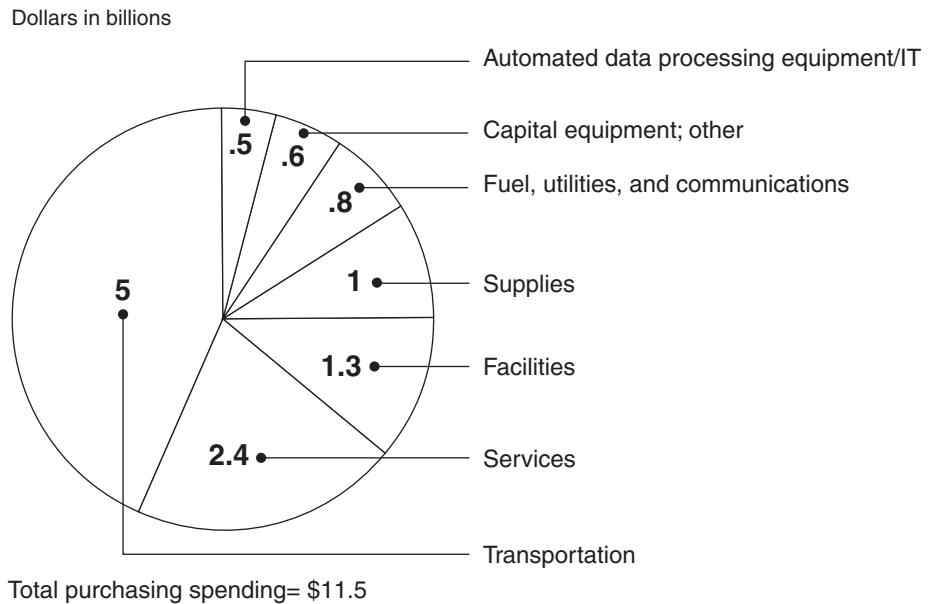 Dollars in billions
Automated data processing equipment/IT
.5
Capital equipment; other
.6
Fuel, utilities, and communications
.8
Supplies
1
5
Facilities
1.3
Services
2.4
Transportation
Total purchasing spending= $11.5